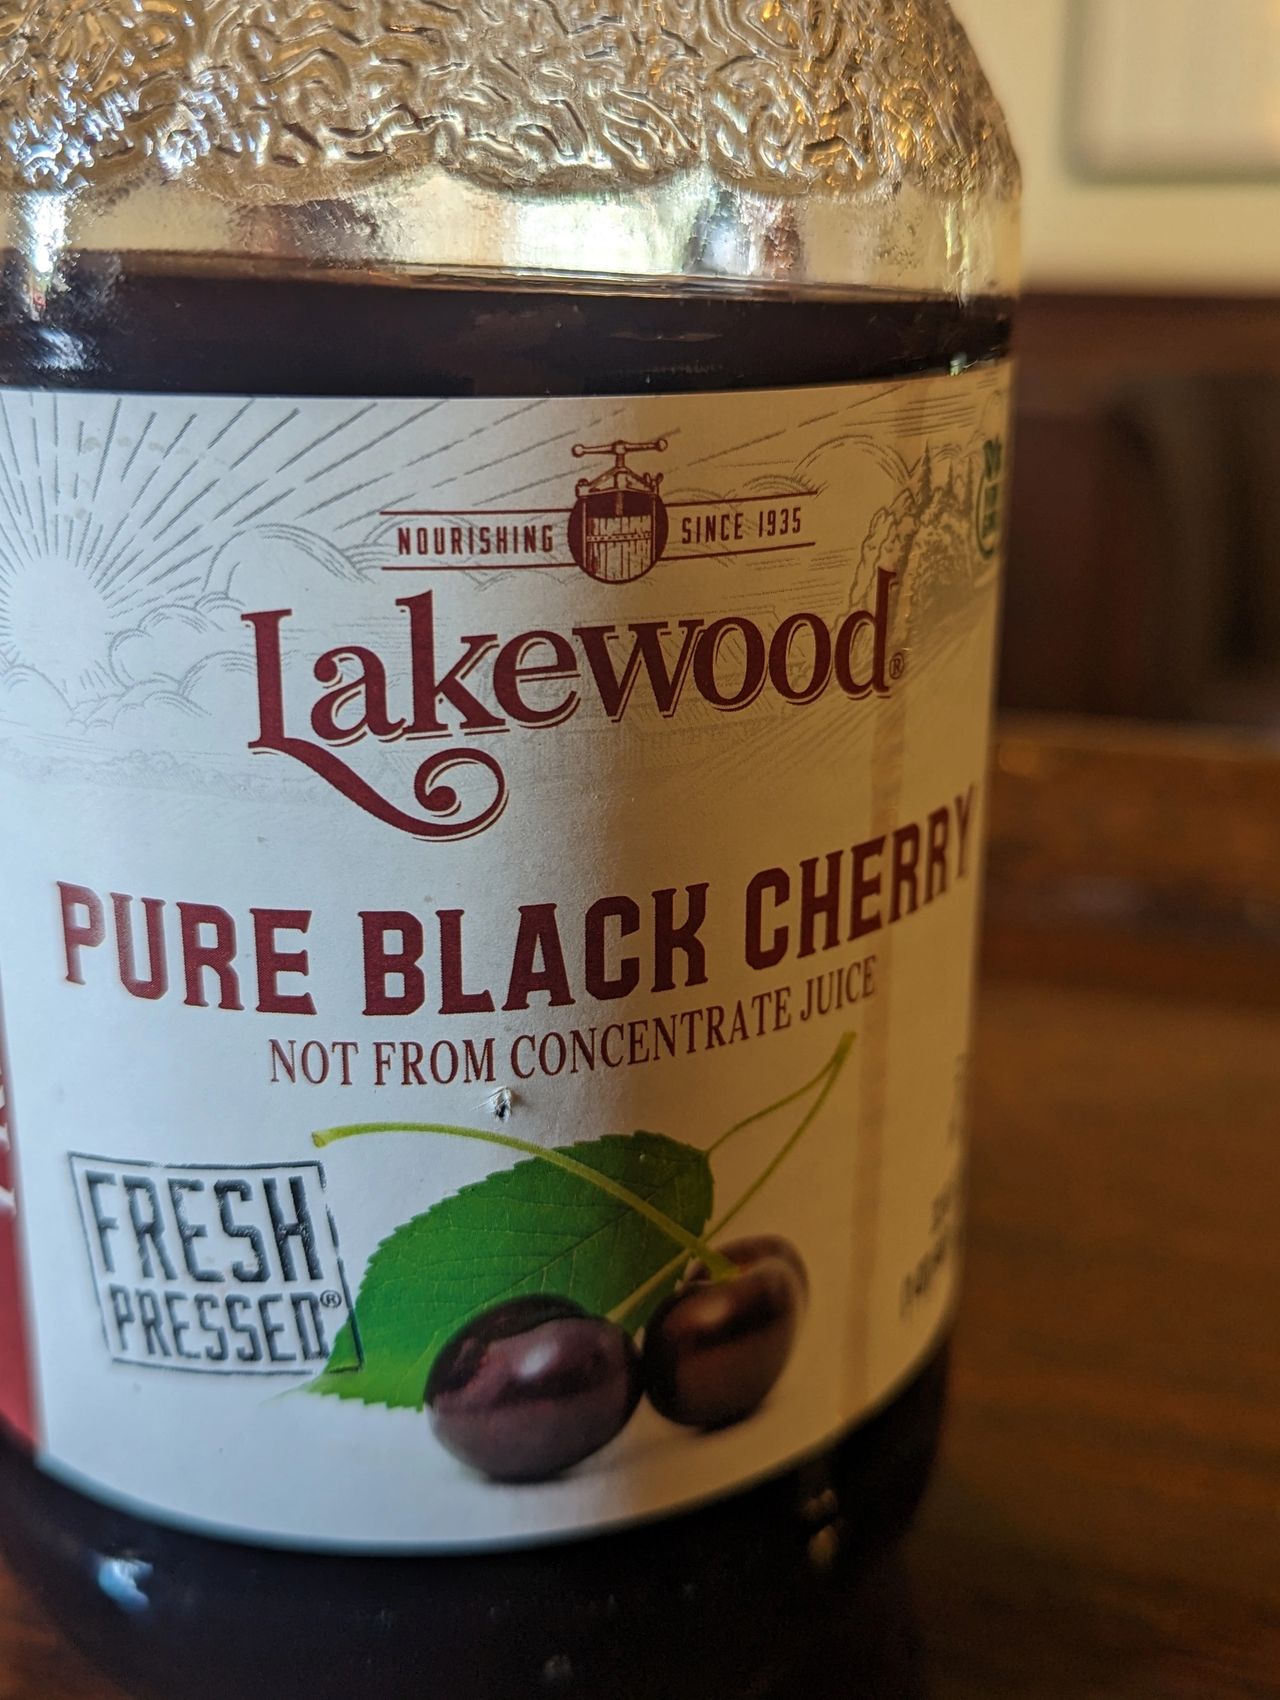 NOURISHING SINCE 1935
Lakewood®
PURE BLACK CHERRY
NOT FROM CONCENTRATE JUICE
FRESH
PRESSED®